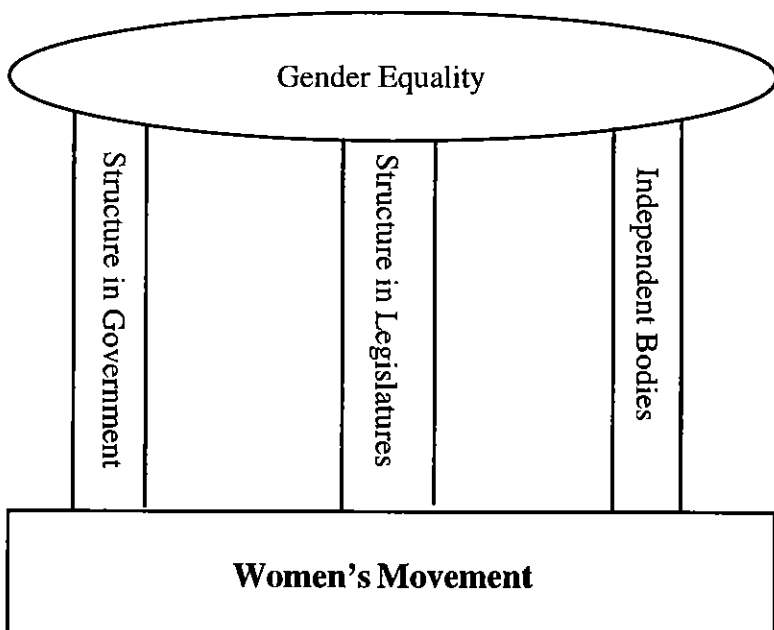 Gender Equality
Structure in Government
Structure in Legislatures
Independent Bodies
Women's Movement